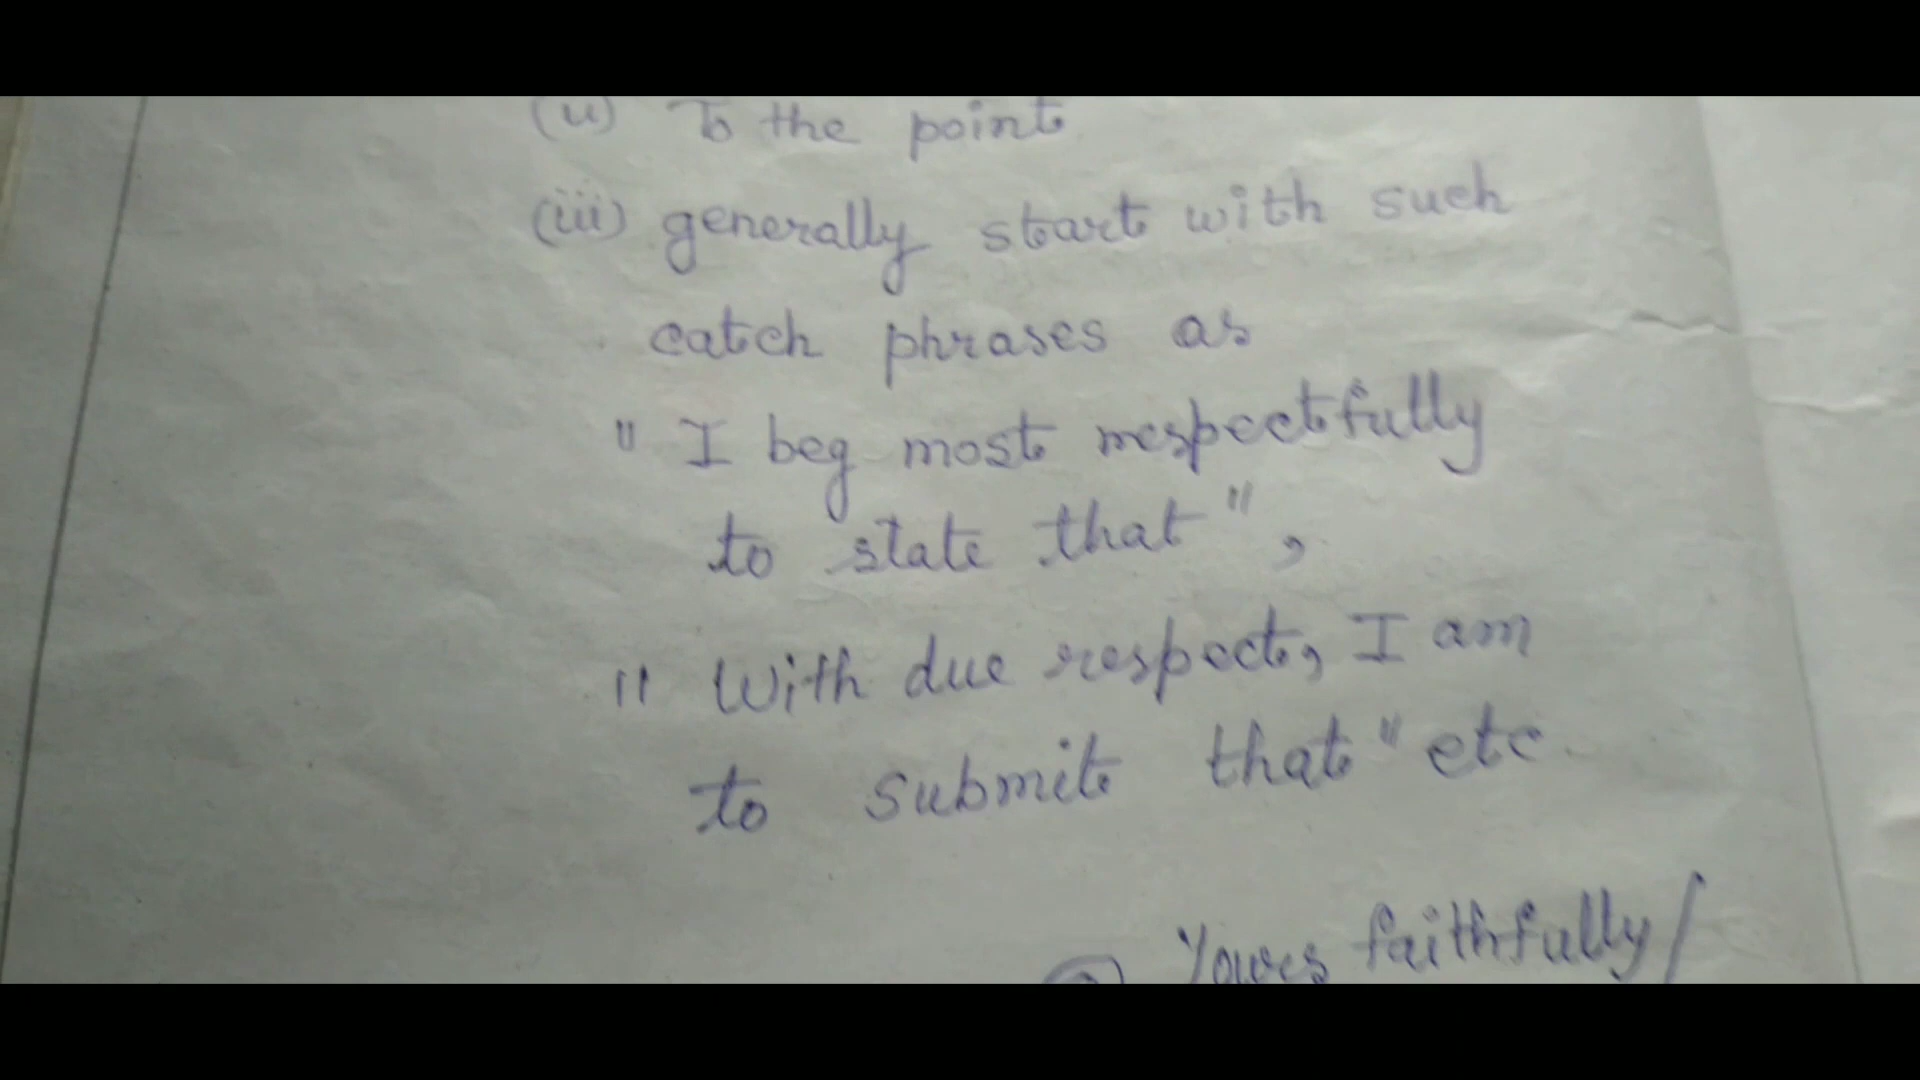 (ii) To the point
(iii) generally start with such
catch phrases as
" I beg most respectfully
to state that",
" With due respect, I am
to submit that" etc.
Yours faithfully/